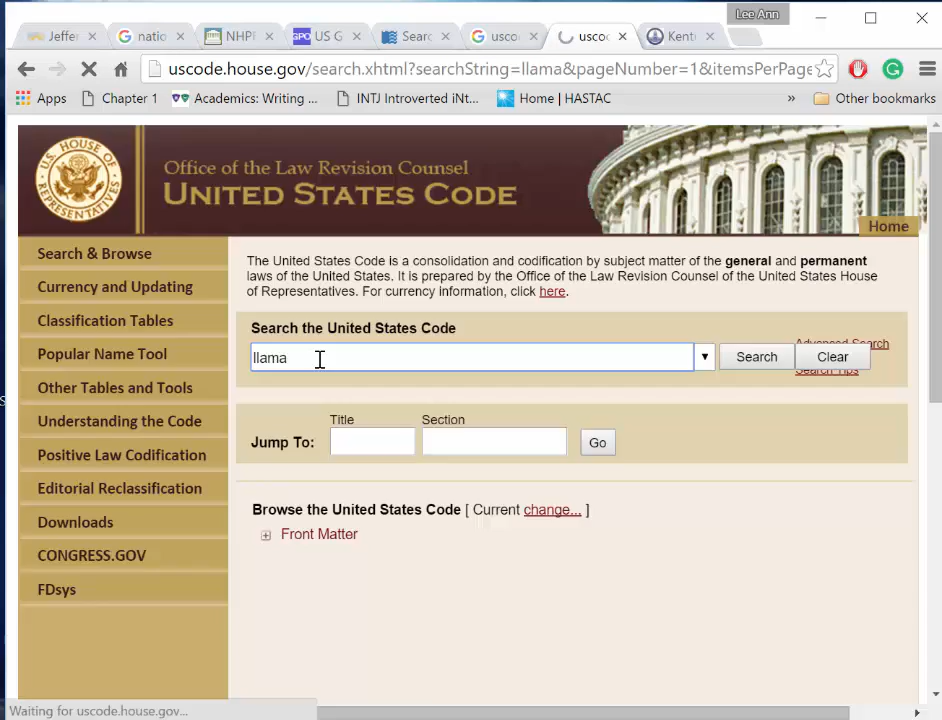 Lee Ann
Jeffer
natio
NHPF
GPO US G
Searc
usco
usco
Kent
uscode.house.gov/search.xhtml?searchString=llama&pageNumber=1&itemsPerPage
Apps
Chapter 1
Academics: Writing ...
INTJ Introverted iNt...
Home | HASTAC
»
Other bookmarks
Office of the Law Revision Counsel
UNITED STATES CODE
Home
Search & Browse
Currency and Updating
Classification Tables
Popular Name Tool
Other Tables and Tools
Understanding the Code
Positive Law Codification
Editorial Reclassification
Downloads
CONGRESS.GOV
FDsys
The United States Code is a consolidation and codification by subject matter of the general and permanent
laws of the United States. It is prepared by the Office of the Law Revision Counsel of the United States House
of Representatives. For currency information, click here.
Search the United States Code
Advanced Search
llama
Search
Clear
Search Tips
Title
Section
Jump To:
Go
Browse the United States Code [ Current change... ]
Front Matter
Waiting for uscode.house.gov...